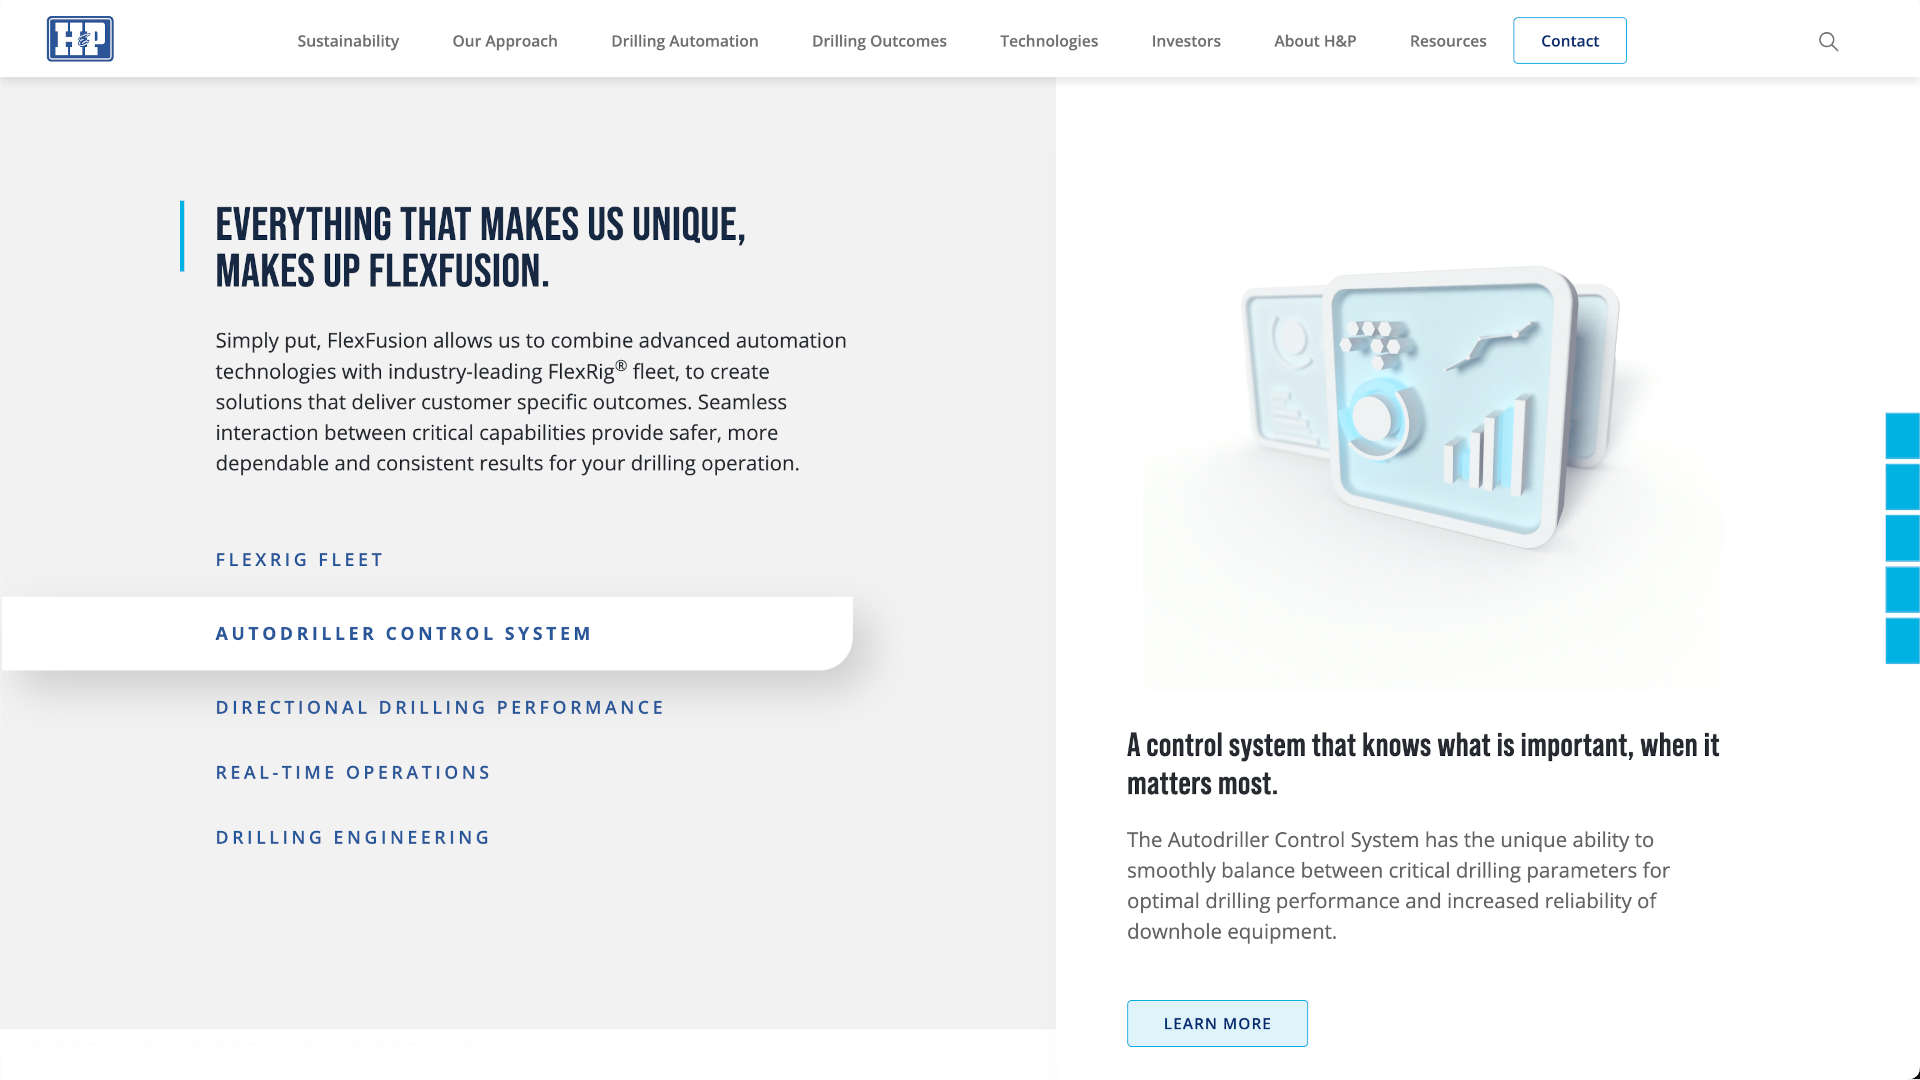 H&P
Sustainability
Our Approach
Drilling Automation
Drilling Outcomes
Technologies
Investors
About H&P
Resources
Contact
EVERYTHING THAT MAKES US UNIQUE,
MAKES UP FLEXFUSION.
Simply put, FlexFusion allows us to combine advanced automation
technologies with industry-leading FlexRig® fleet, to create
solutions that deliver customer specific outcomes. Seamless
interaction between critical capabilities provide safer, more
dependable and consistent results for your drilling operation.
FLEXRIG FLEET
AUTODRILLER CONTROL SYSTEM
DIRECTIONAL DRILLING PERFORMANCE
REAL-TIME OPERATIONS
DRILLING ENGINEERING
A control system that knows what is important, when it
matters most.
The Autodriller Control System has the unique ability to
smoothly balance between critical drilling parameters for
optimal drilling performance and increased reliability of
downhole equipment.
LEARN MORE